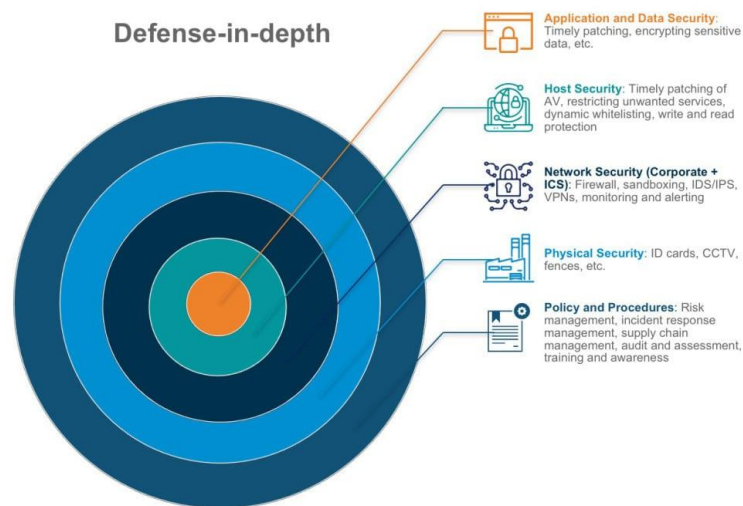 Defense-in-depth
Application and Data Security:
Timely patching, encrypting sensitive
data, etc.
Host Security: Timely patching of
AV, restricting unwanted services,
dynamic whitelisting, write and read
protection
Network Security (Corporate +
ICS): Firewall, sandboxing, IDS/IPS,
VPNs, monitoring and alerting
Physical Security: ID cards, CCTV,
fences, etc.
Policy and Procedures: Risk
management, incident response
management, supply chain
management, audit and assessment,
training and awareness